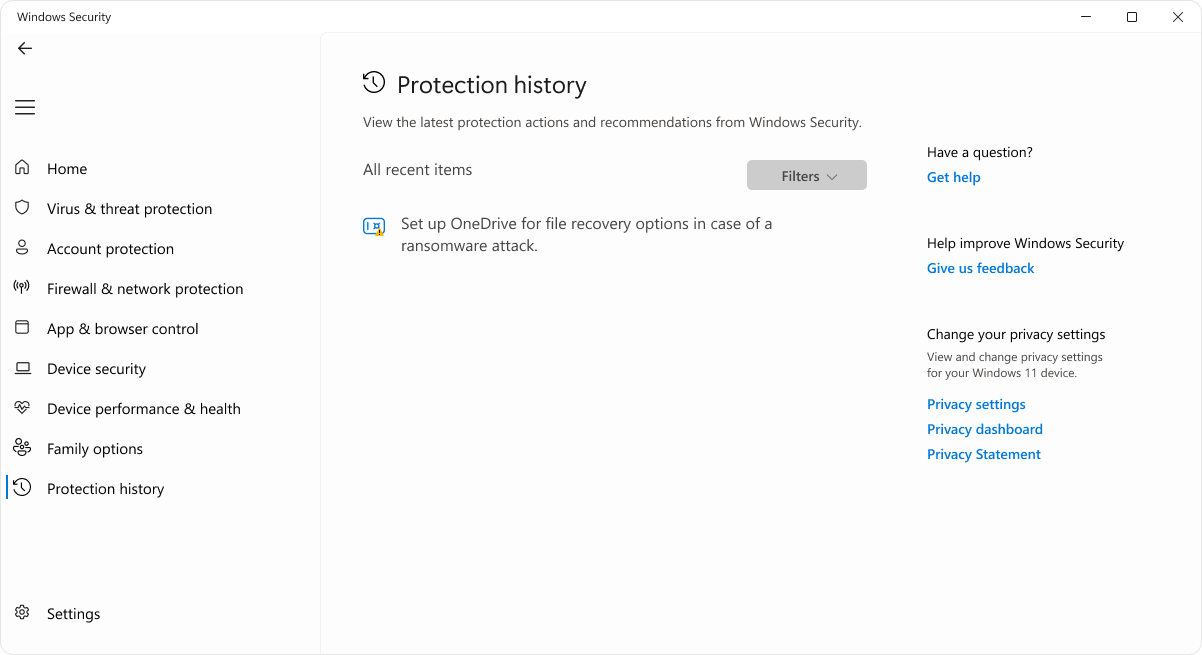 Windows Security
Home
Virus & threat protection
Account protection
Firewall & network protection
App & browser control
Device security
Device performance & health
Family options
Protection history
Settings
Protection history
View the latest protection actions and recommendations from Windows Security.
All recent items
Filters
Set up OneDrive for file recovery options in case of a
ransomware attack.
Have a question?
Get help
Help improve Windows Security
Give us feedback
Change your privacy settings
View and change privacy settings
for your Windows 11 device.
Privacy settings
Privacy dashboard
Privacy Statement